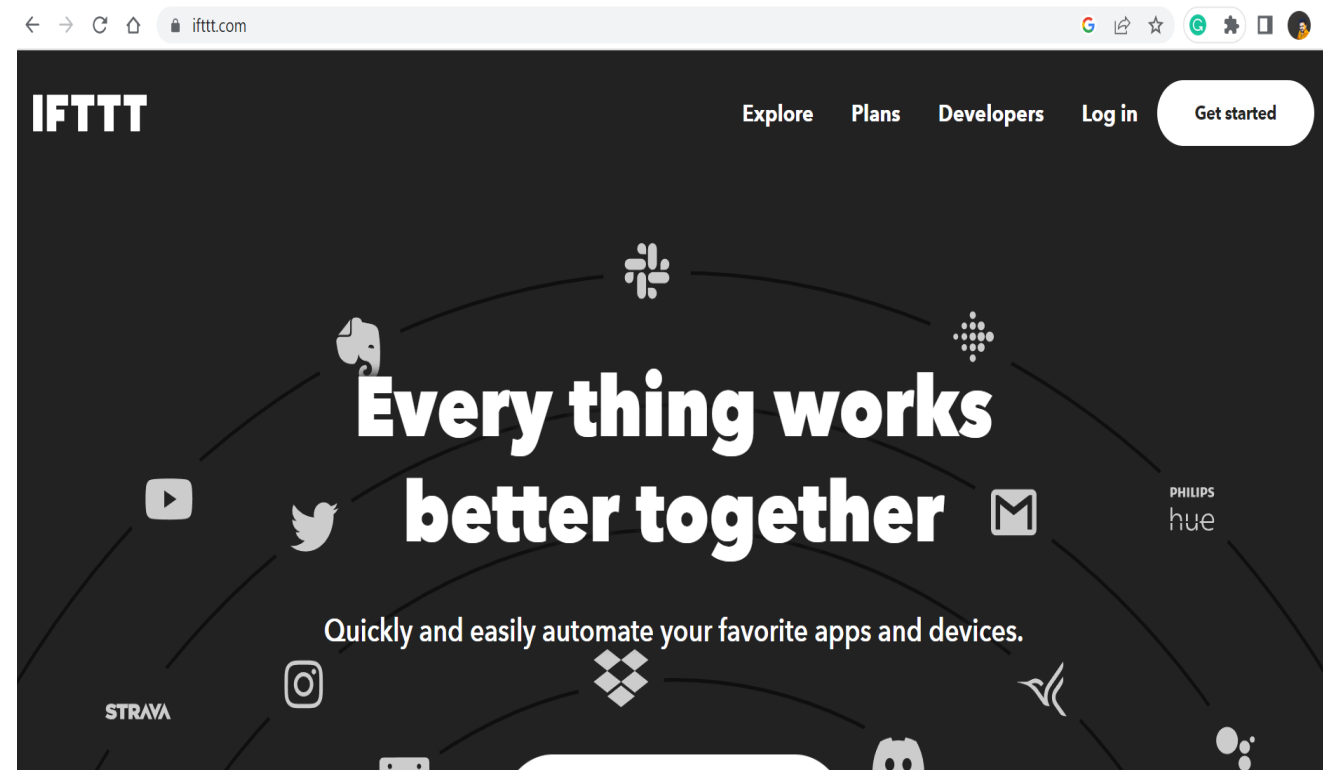 ifttt.com
IFTTT
Explore Plans Developers Log in Get started
Every thing works
better together
PHILIPS
hue
Quickly and easily automate your favorite apps and devices.
STRAVA